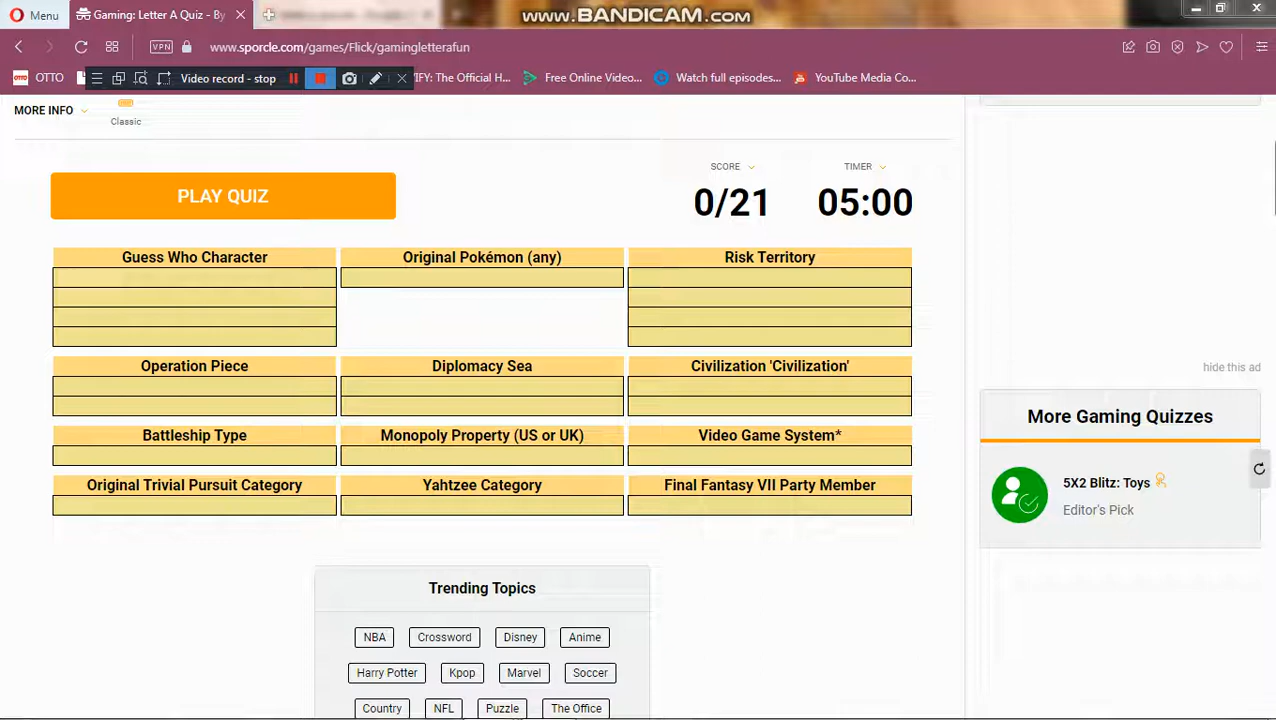 Menu
Gaming: Letter A Quiz - By
www.BANDICAM.com
VPN
www.sporcle.com/games/Flick/gamingletterafun
OTTO
Video record - stop
IFY: The Official H...
Free Online Video...
Watch full episodes...
YouTube Media Co...
MORE INFO
Classic
PLAY QUIZ
SCORE
TIMER
0/21
05:00
Guess Who Character
Original Pokémon (any)
Risk Territory
Operation Piece
Diplomacy Sea
Civilization 'Civilization'
Battleship Type
Monopoly Property (US or UK)
Video Game System*
Original Trivial Pursuit Category
Yahtzee Category
Final Fantasy VII Party Member
hide this ad
More Gaming Quizzes
5X2 Blitz: Toys
Editor's Pick
Trending Topics
NBA
Crossword
Disney
Anime
Harry Potter
Kpop
Marvel
Soccer
Country
NFL
Puzzle
The Office